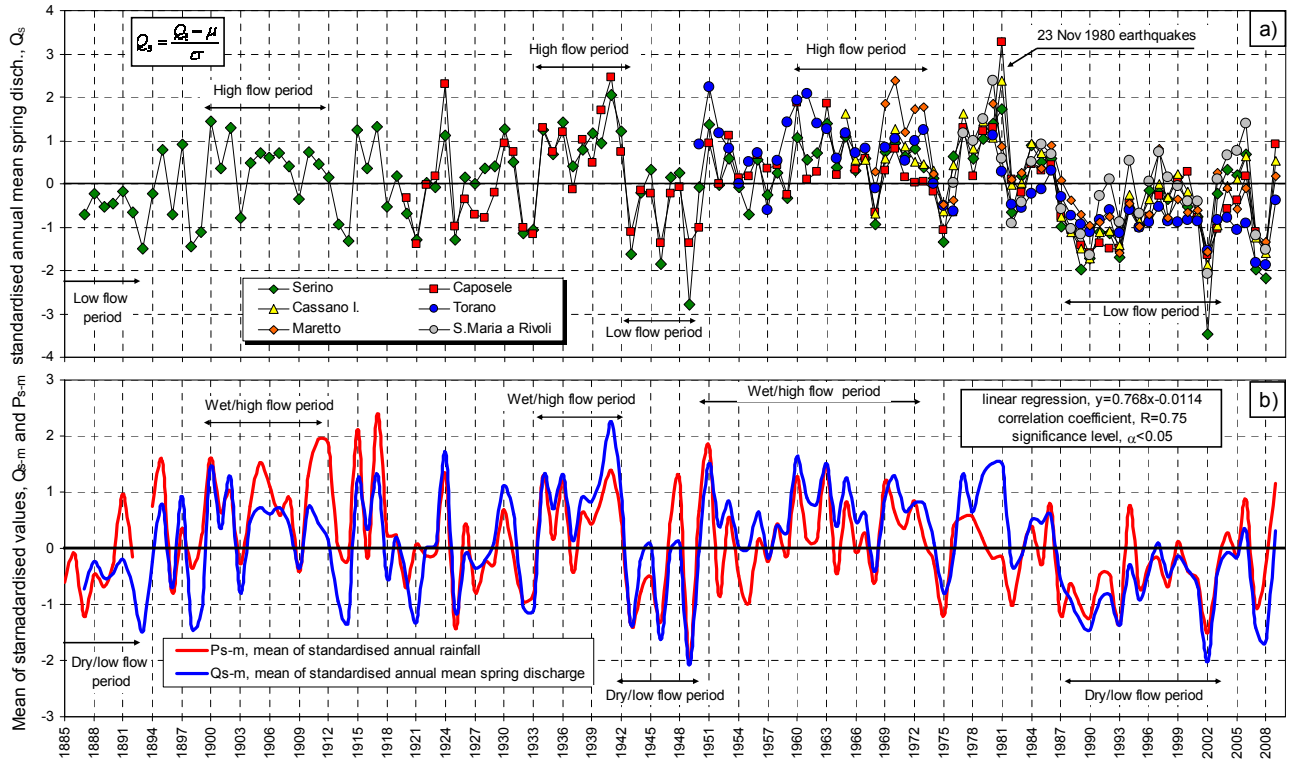 standardised annual mean spring disch., Qs
4
3
2
1
0
-1
-2
-3
-4
Qs = (Qi − μ) / σ
a)
High flow period
High flow period
High flow period
23 Nov 1980 earthquakes
Low flow
period
Low flow period
Low flow period
Serino
Caposele
Cassano I.
Torano
Maretto
S.Maria a Rivoli
Mean of starnadardised values, Qs-m and Ps-m
3
2
1
0
-1
-2
-3
b)
Wet/high flow period
Wet/high flow period
Wet/high flow period
linear regression, y=0.768x-0.0114
correlation coefficient, R=0.75
significance level, α<0.05
Dry/low flow
period
Ps-m, mean of standardised annual rainfall
Qs-m, mean of standardised annual mean spring discharge
Dry/low flow period
Dry/low flow period
1885 1888 1891 1894 1897 1900 1903 1906 1909 1912 1915 1918 1921 1924 1927 1930 1933 1936 1939 1942 1945 1948 1951 1954 1957 1960 1963 1966 1969 1972 1975 1978 1981 1984 1987 1990 1993 1996 1999 2002 2005 2008